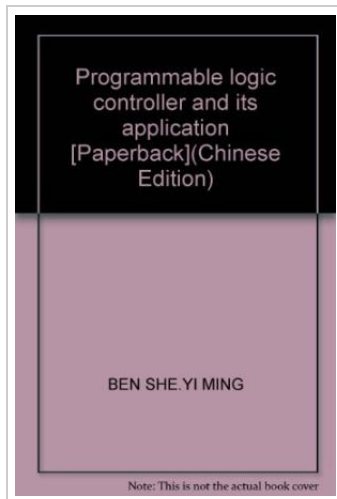 Programmable logic
controller and its
application
[Paperback](Chinese
Edition)
BEN SHE.YI MING
Note: This is not the actual book cover